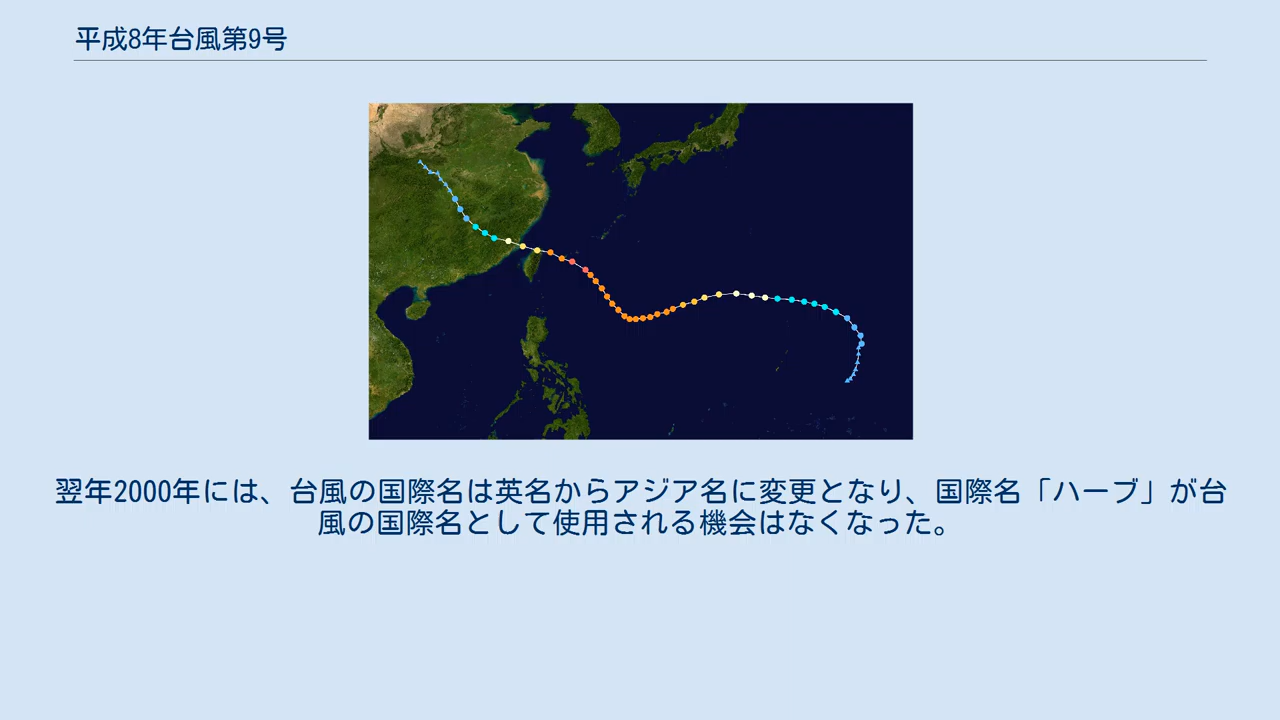 平成8年台風第9号
翌年2000年には、台風の国際名は英名からアジア名に変更となり、国際名「ハーブ」が台
風の国際名として使用される機会はなくなった。